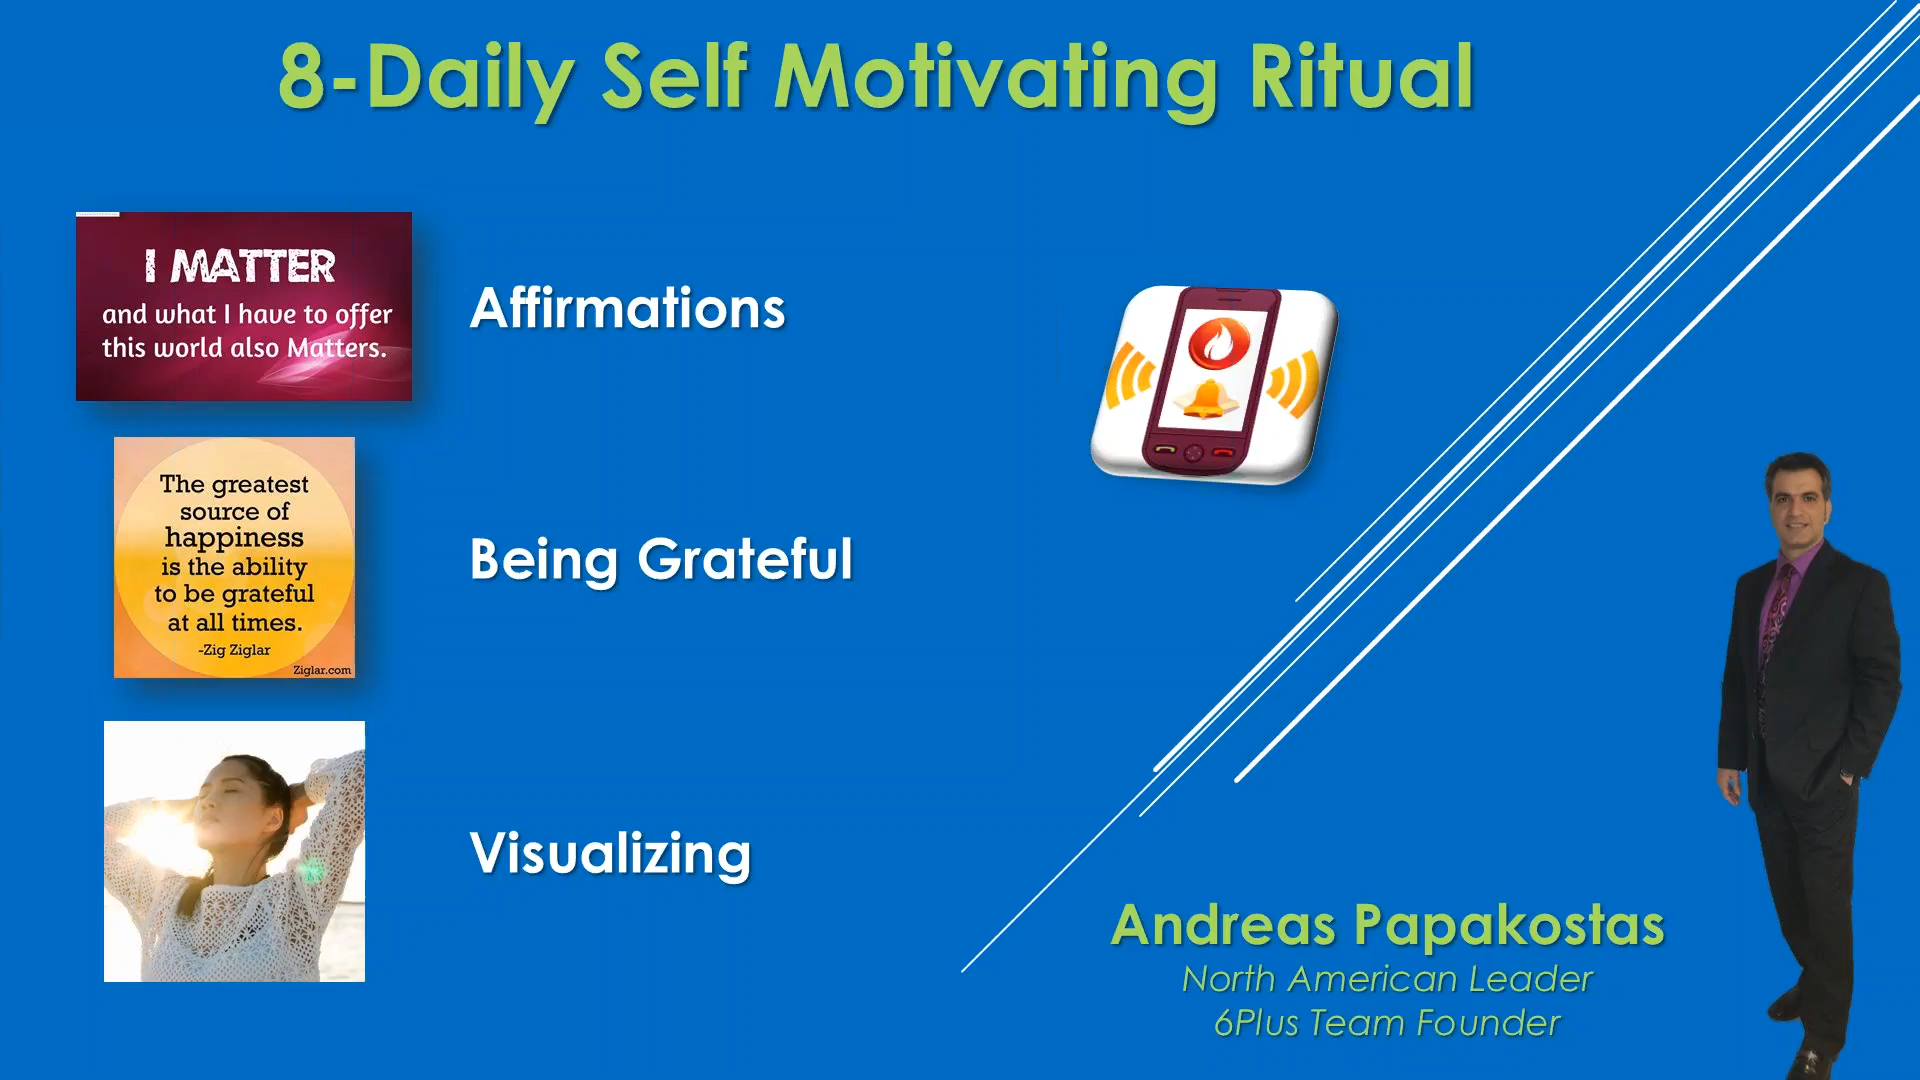 8-Daily Self Motivating Ritual
I MATTER
and what I have to offer
this world also Matters.
Affirmations
The greatest
source of
happiness
is the ability
to be grateful
at all times.
-Zig Ziglar
Ziglar.com
Being Grateful
Visualizing
Andreas Papakostas
North American Leader
6Plus Team Founder